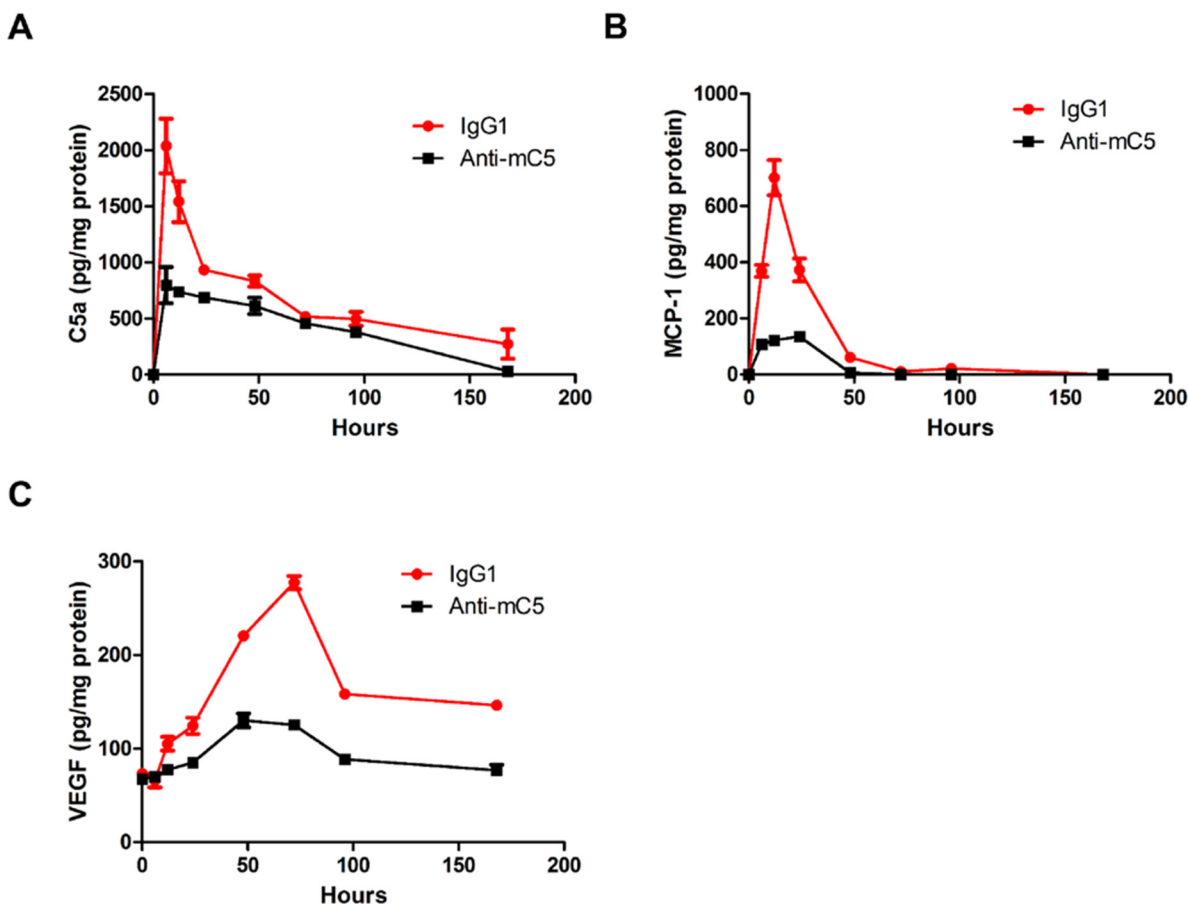 A
C5a (pg/mg protein)
2500
2000
1500
1000
500
0
0 50 100 150 200
Hours
IgG1
Anti-mC5
B
MCP-1 (pg/mg protein)
1000
800
600
400
200
0
0 50 100 150 200
Hours
IgG1
Anti-mC5
C
VEGF (pg/mg protein)
300
200
100
0
0 50 100 150 200
Hours
IgG1
Anti-mC5